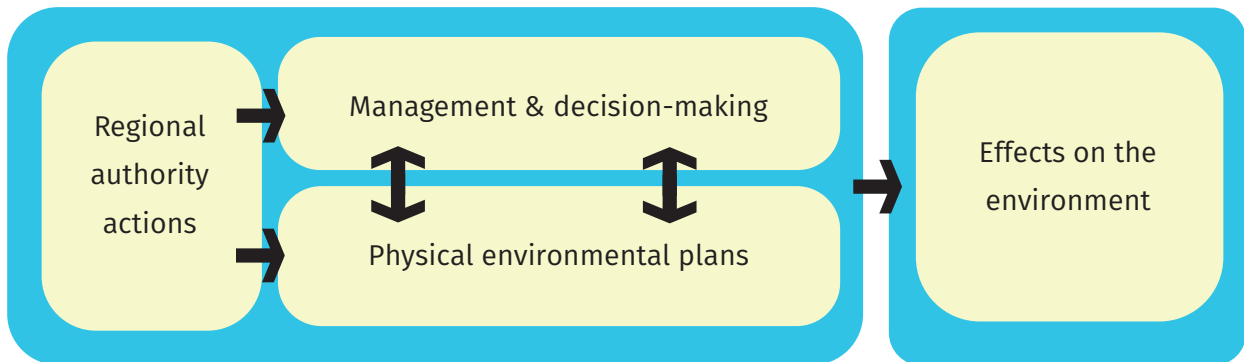 Regional
authority
actions
Management & decision-making
Physical environmental plans
Effects on the
environment